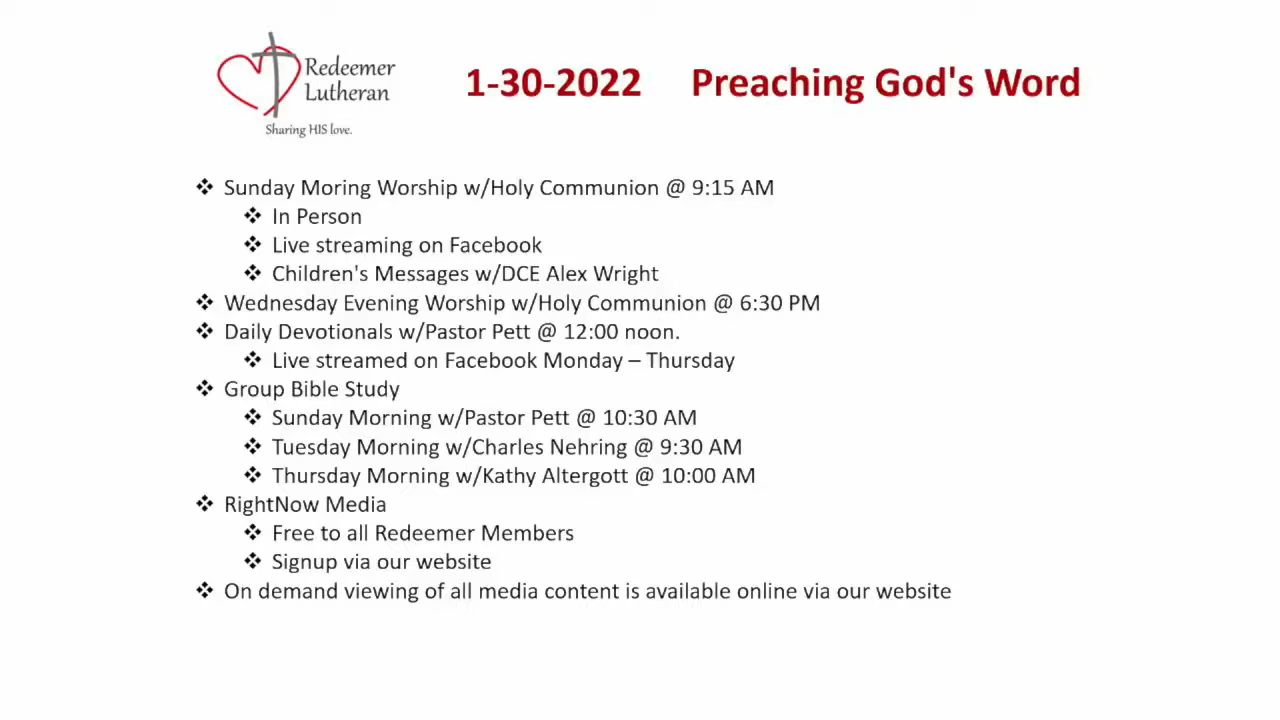 Redeemer
Lutheran
Sharing HIS love.
1-30-2022 Preaching God's Word
❖ Sunday Moring Worship w/Holy Communion @ 9:15 AM
❖ In Person
❖ Live streaming on Facebook
❖ Children's Messages w/DCE Alex Wright
❖ Wednesday Evening Worship w/Holy Communion @ 6:30 PM
❖ Daily Devotionals w/Pastor Pett @ 12:00 noon.
❖ Live streamed on Facebook Monday – Thursday
❖ Group Bible Study
❖ Sunday Morning w/Pastor Pett @ 10:30 AM
❖ Tuesday Morning w/Charles Nehring @ 9:30 AM
❖ Thursday Morning w/Kathy Altergott @ 10:00 AM
❖ RightNow Media
❖ Free to all Redeemer Members
❖ Signup via our website
❖ On demand viewing of all media content is available online via our website